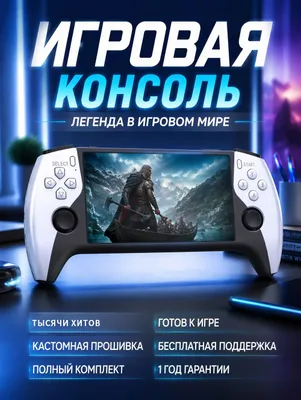 ИГРОВАЯ
КОНСОЛЬ
ЛЕГЕНДА В ИГРОВОМ МИРЕ
SELECT
START
ТЫСЯЧИ ХИТОВ
ГОТОВ К ИГРЕ
КАСТОМНАЯ ПРОШИВКА
БЕСПЛАТНАЯ ПОДДЕРЖКА
ПОЛНЫЙ КОМПЛЕКТ
1 ГОД ГАРАНТИИ